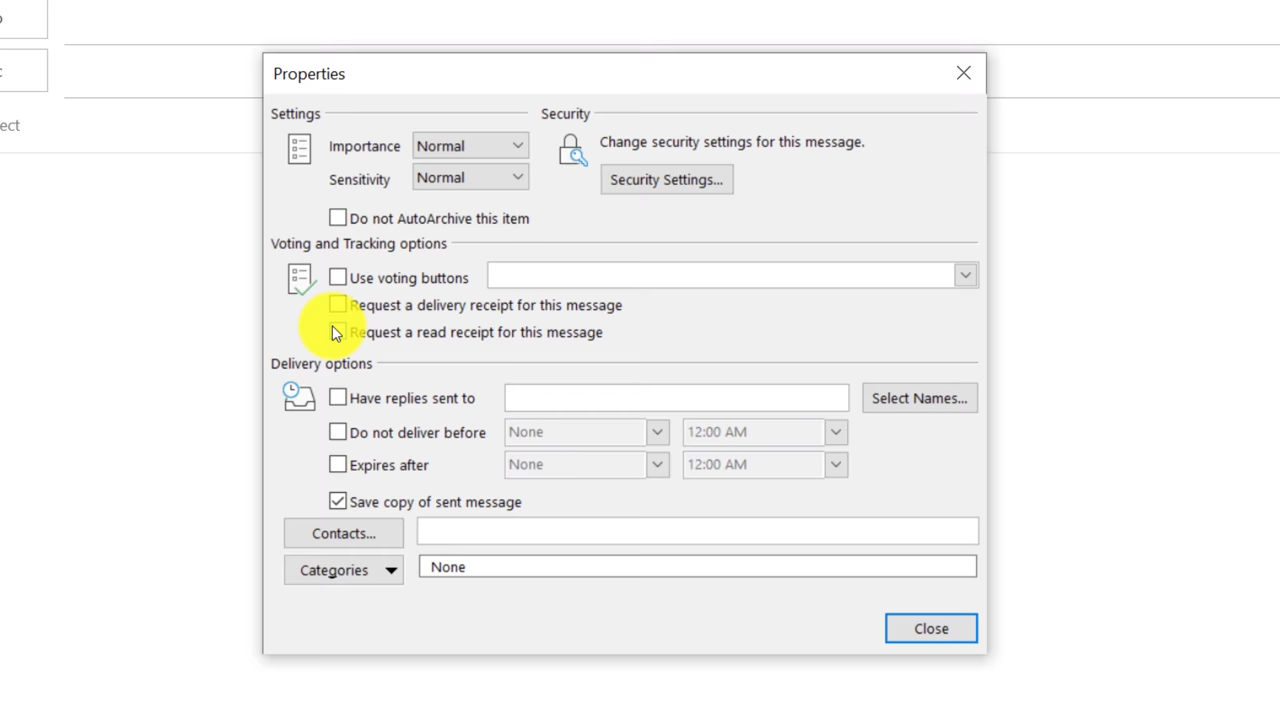 ect
Properties
Settings
Security
Importance Normal
Change security settings for this message.
Sensitivity Normal
Security Settings...
Do not AutoArchive this item
Voting and Tracking options
Use voting buttons
Request a delivery receipt for this message
Request a read receipt for this message
Delivery options
Have replies sent to
Select Names...
Do not deliver before None 12:00 AM
Expires after None 12:00 AM
Save copy of sent message
Contacts...
Categories None
Close